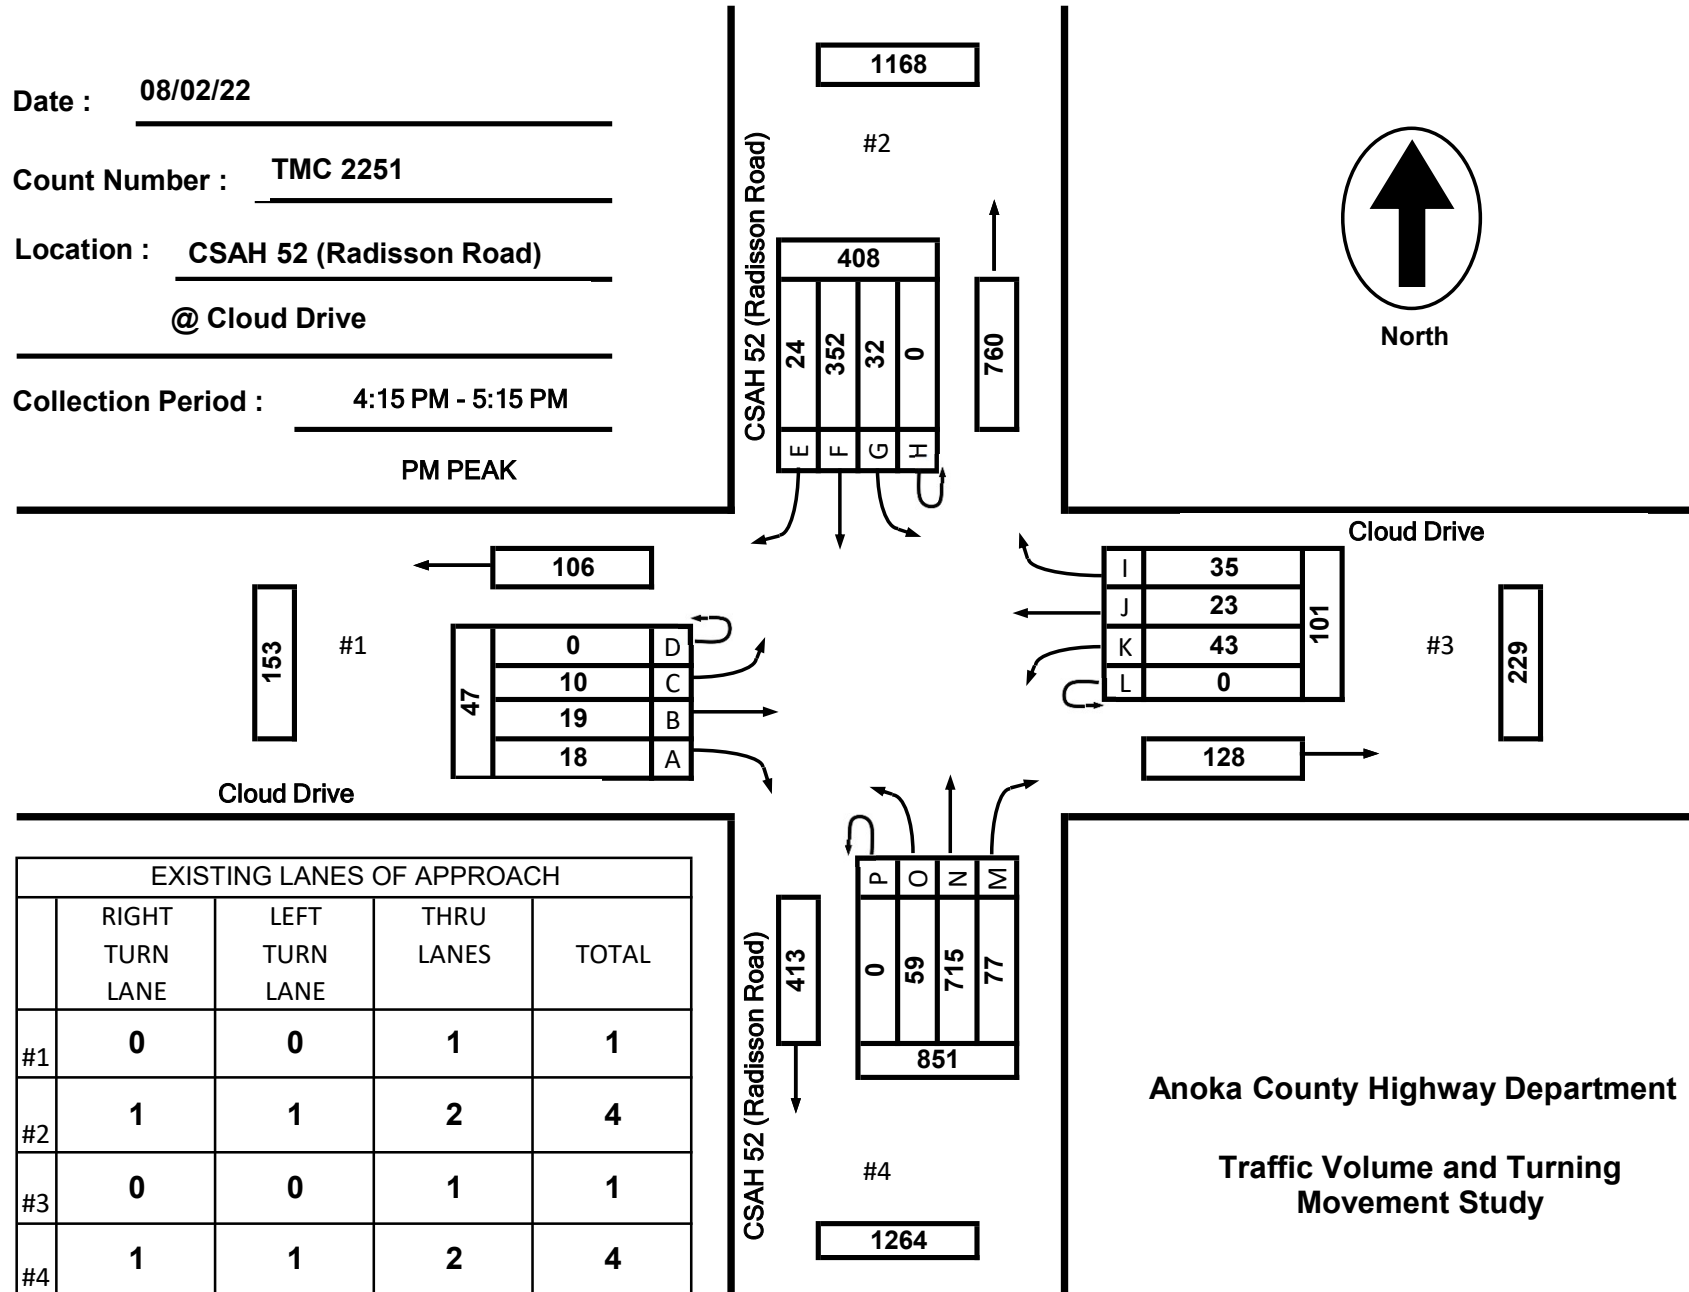 Date : 08/02/22
Count Number : TMC 2251
Location : CSAH 52 (Radisson Road)
@ Cloud Drive
Collection Period : 4:15 PM - 5:15 PM
PM PEAK
1168
#2
CSAH 52 (Radisson Road)
408
24 352 32 0
E F G H
760
North
Cloud Drive
106
153
#1
47
0 D
10 C
19 B
18 A
Cloud Drive
I 35
J 23
K 43
L 0
101
#3
229
128
P O N M
0 59 715 77
851
413
CSAH 52 (Radisson Road)
#4
1264
EXISTING LANES OF APPROACH
RIGHT TURN LANE LEFT TURN LANE THRU LANES TOTAL
#1 0 0 1 1
#2 1 1 2 4
#3 0 0 1 1
#4 1 1 2 4
Anoka County Highway Department
Traffic Volume and Turning
Movement Study